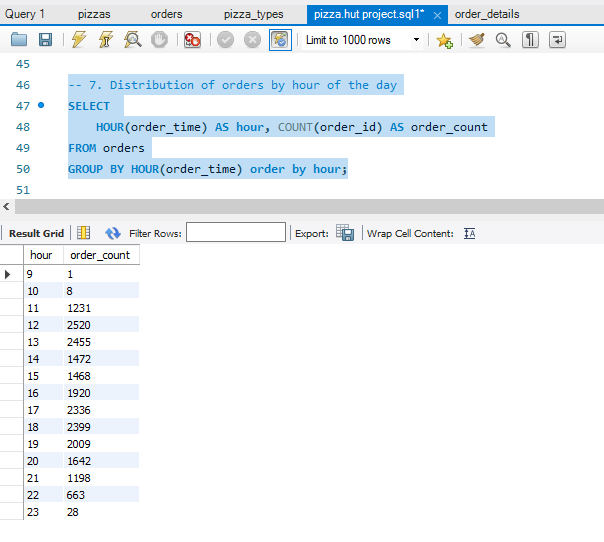 Query 1 pizzas orders pizza_types pizza.hut project.sql1* order_details
Limit to 1000 rows
45
46 -- 7. Distribution of orders by hour of the day
47 SELECT
48 HOUR(order_time) AS hour, COUNT(order_id) AS order_count
49 FROM orders
50 GROUP BY HOUR(order_time) order by hour;
51
Result Grid Filter Rows: Export: Wrap Cell Content:
hour order_count
9 1
10 8
11 1231
12 2520
13 2455
14 1472
15 1468
16 1920
17 2336
18 2399
19 2009
20 1642
21 1198
22 663
23 28